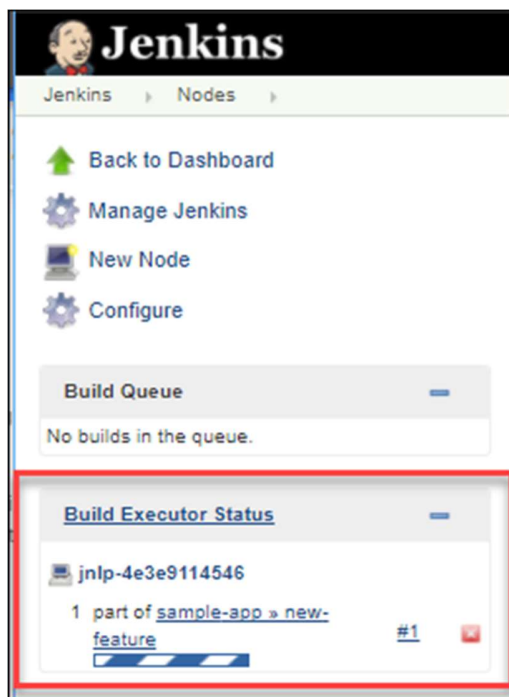 Jenkins
Jenkins Nodes
Back to Dashboard
Manage Jenkins
New Node
Configure
Build Queue
No builds in the queue.
Build Executor Status
jnlp-4e3e9114546
1 part of sample-app » new-
feature #1